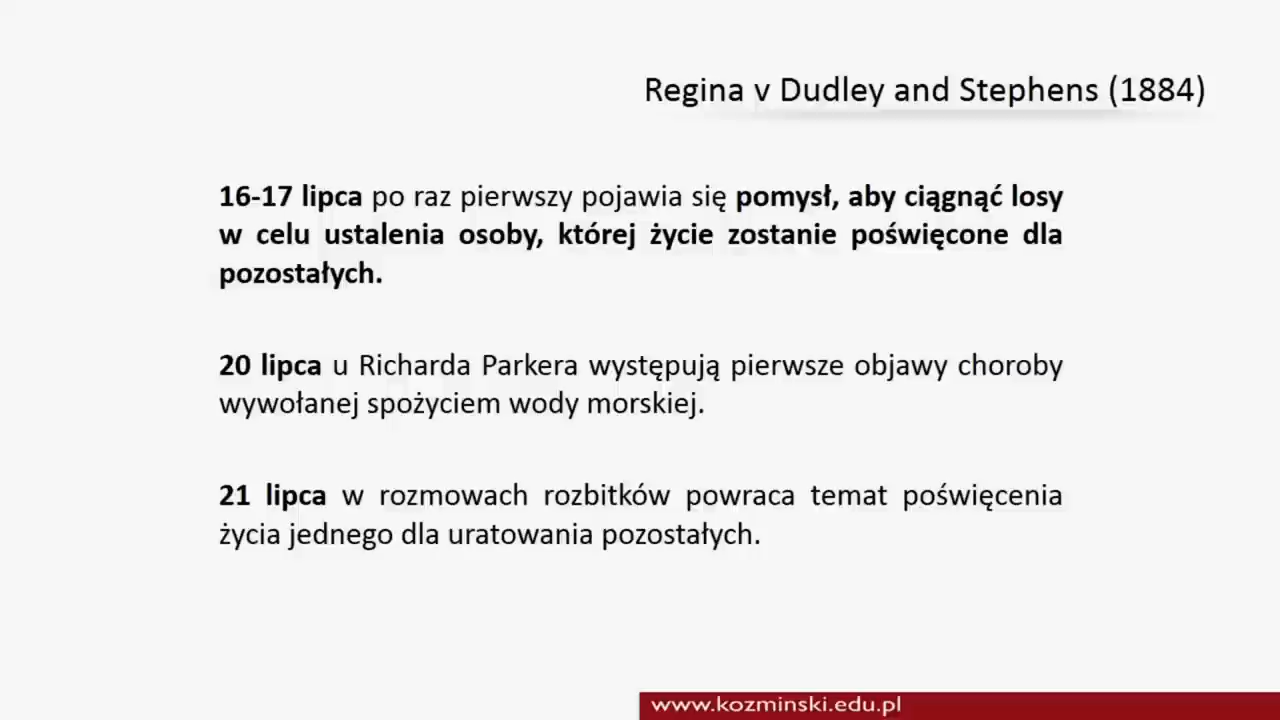 Regina v Dudley and Stephens (1884)
16-17 lipca po raz pierwszy pojawia się pomysł, aby ciągnąć losy
w celu ustalenia osoby, której życie zostanie poświęcone dla
pozostałych.
20 lipca u Richarda Parkera występują pierwsze objawy choroby
wywołanej spożyciem wody morskiej.
21 lipca w rozmowach rozbitków powraca temat poświęcenia
życia jednego dla uratowania pozostałych.
www.kozminski.edu.pl